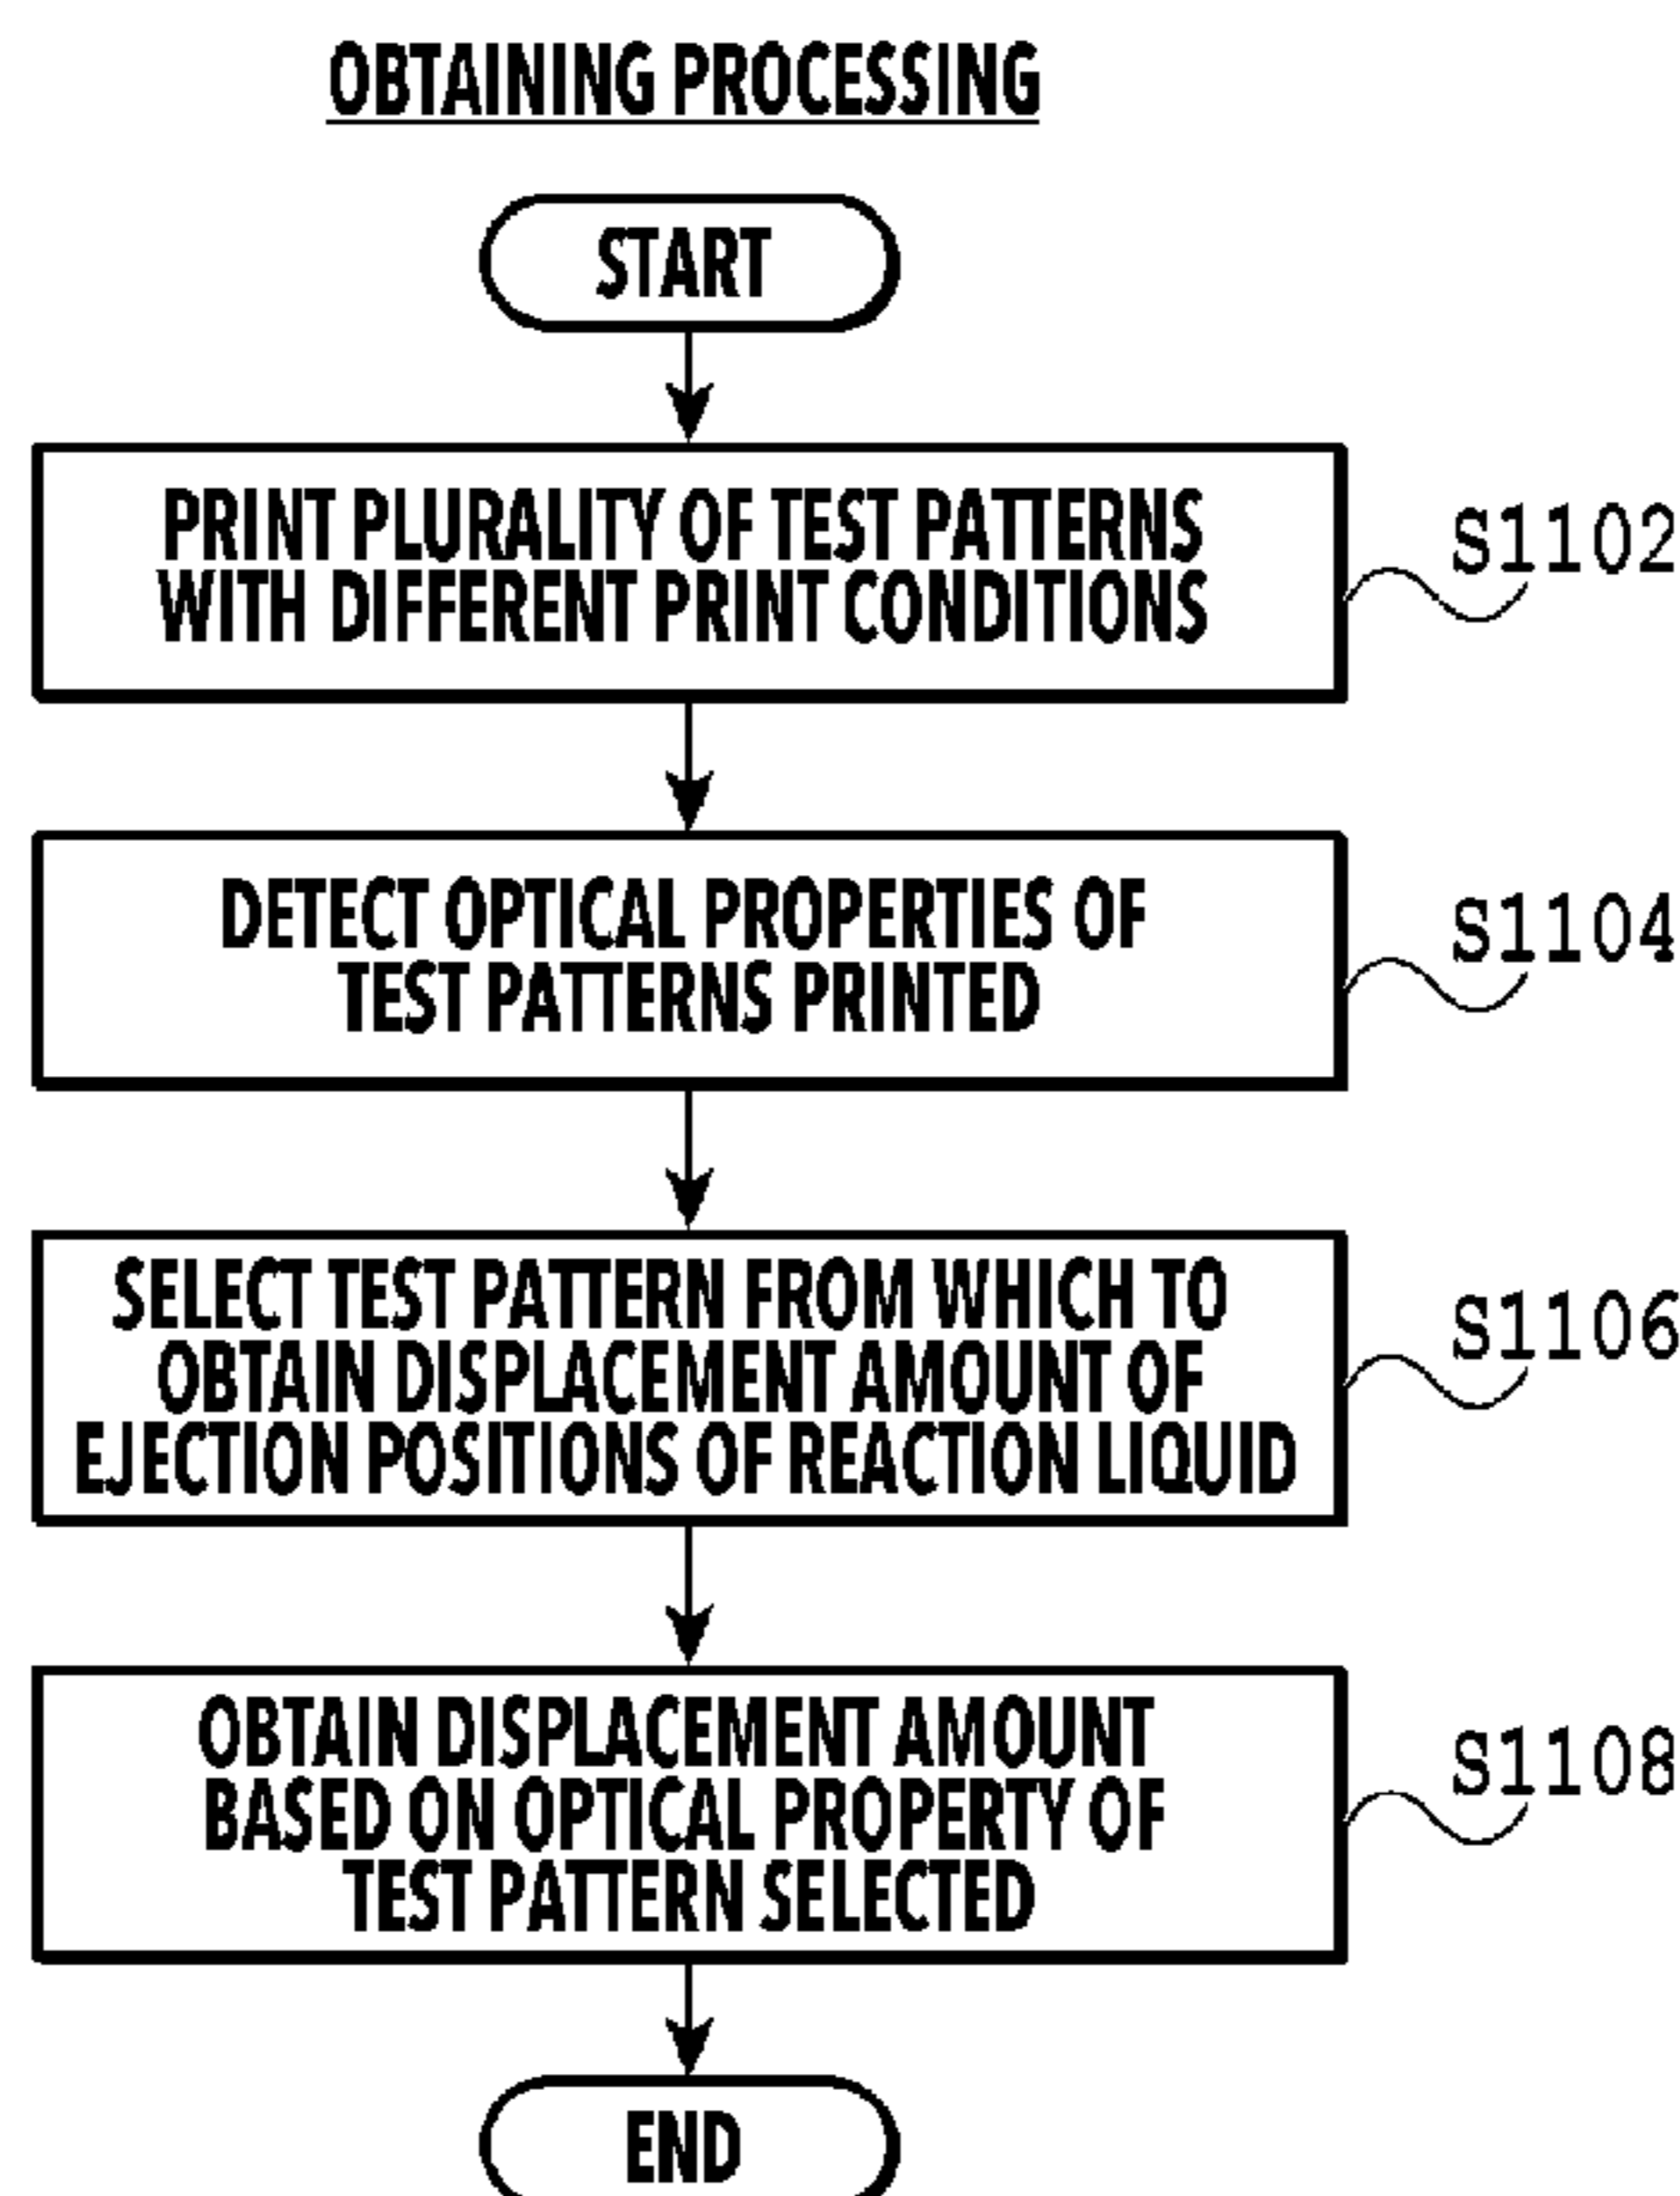 OBTAINING PROCESSING
START
PRINT PLURALITY OF TEST PATTERNS
WITH DIFFERENT PRINT CONDITIONS
S1102
DETECT OPTICAL PROPERTIES OF
TEST PATTERNS PRINTED
S1104
SELECT TEST PATTERN FROM WHICH TO
OBTAIN DISPLACEMENT AMOUNT OF
EJECTION POSITIONS OF REACTION LIQUID
S1106
OBTAIN DISPLACEMENT AMOUNT
BASED ON OPTICAL PROPERTY OF
TEST PATTERN SELECTED
S1108
END